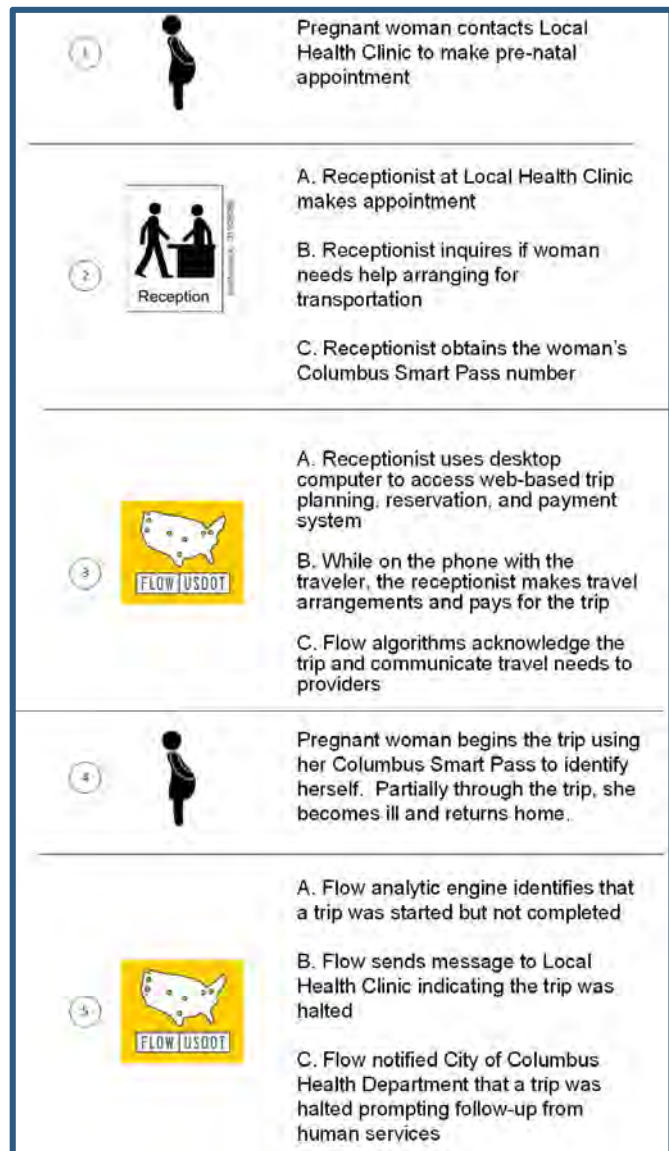 1
Pregnant woman contacts Local
Health Clinic to make pre-natal
appointment
2
Reception
A. Receptionist at Local Health Clinic
makes appointment
B. Receptionist inquires if woman
needs help arranging for
transportation
C. Receptionist obtains the woman's
Columbus Smart Pass number
3
FLOW USDOT
A. Receptionist uses desktop
computer to access web-based trip
planning, reservation, and payment
system
B. While on the phone with the
traveler, the receptionist makes travel
arrangements and pays for the trip
C. Flow algorithms acknowledge the
trip and communicate travel needs to
providers
4
Pregnant woman begins the trip using
her Columbus Smart Pass to identify
herself. Partially through the trip, she
becomes ill and returns home.
5
FLOW USDOT
A. Flow analytic engine identifies that
a trip was started but not completed
B. Flow sends message to Local
Health Clinic indicating the trip was
halted
C. Flow notified City of Columbus
Health Department that a trip was
halted prompting follow-up from
human services